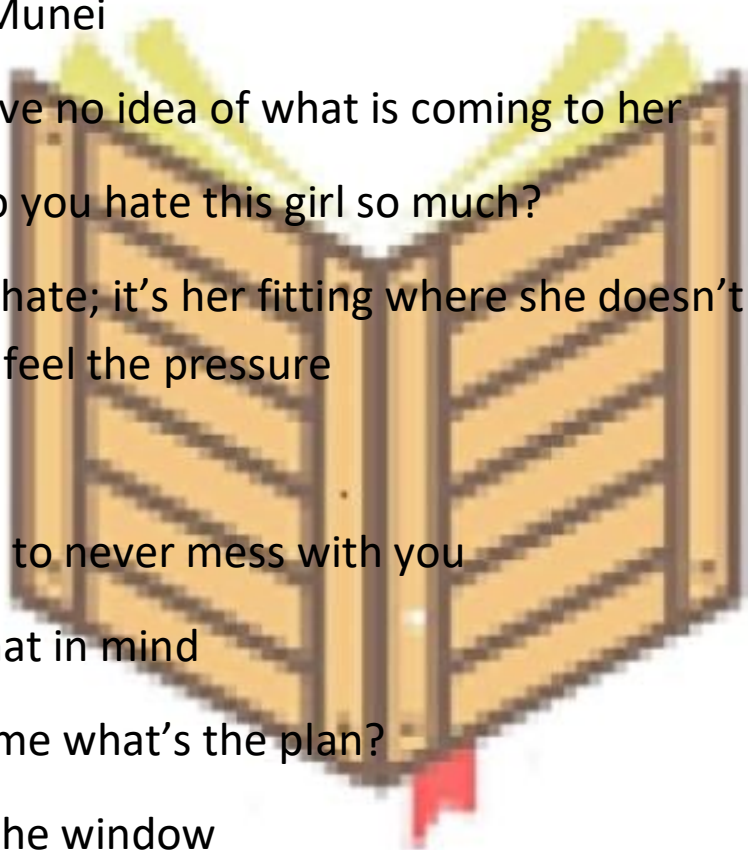 Munei
ve no idea of what is coming to her
o you hate this girl so much?
hate; it’s her fitting where she doesn’t
feel the pressure
to never mess with you
at in mind
me what’s the plan?
he window